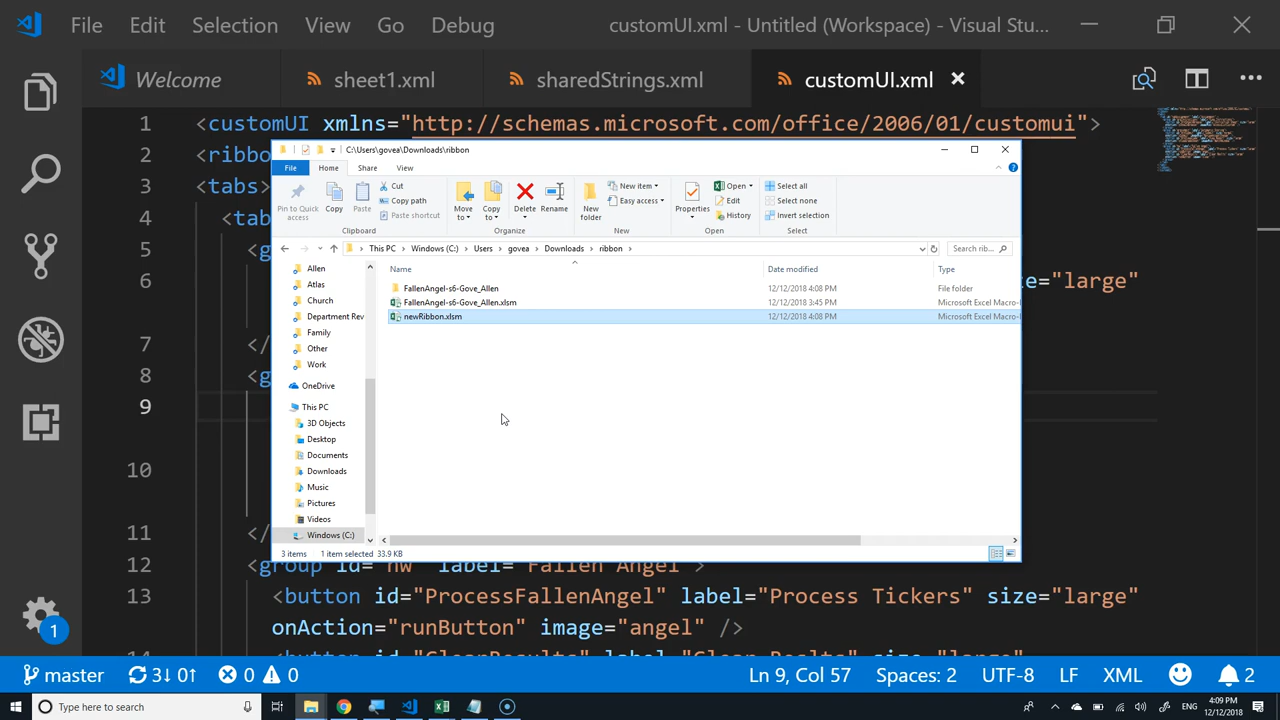 File Edit Selection View Go Debug customUI.xml - Untitled (Workspace) - Visual Stu...
Welcome sheet1.xml sharedStrings.xml customUI.xml
1 <customUI xmlns="http://schemas.microsoft.com/office/2006/01/customui">
2 <ribbo
3 <tabs>
4 <tab
5 <g
6 e="large"
7 </
8 <g
9
10
11 </
12 <group id="hw" label="Fallen Angel">
13 <button id="ProcessFallenAngel" label="Process Tickers" size="large"
onAction="runButton" image="angel" />
14
C:\Users\govea\Downloads\ribbon
File Home Share View
Pin to Quick access
Copy
Paste
Cut
Copy path
Paste shortcut
Clipboard
Move to
Copy to
Delete
Rename
Organize
New folder
New item
Easy access
New
Properties
Open
Edit
History
Open
Select all
Select none
Invert selection
Select
This PC Windows (C:) Users govea Downloads ribbon
Search rib...
Name Date modified Type
FallenAngel-s6-Gove_Allen 12/12/2018 4:08 PM File folder
FallenAngel-s6-Gove_Allen.xlsm 12/12/2018 3:45 PM Microsoft Excel Macro-
newRibbon.xlsm 12/12/2018 4:08 PM Microsoft Excel Macro-
Allen
Atlas
Church
Department Rev
Family
Other
Work
OneDrive
This PC
3D Objects
Desktop
Documents
Downloads
Music
Pictures
Videos
Windows (C:)
3 items 1 item selected 33.9 KB
1
master 3↓ 0↑ 0 0 Ln 9, Col 57 Spaces: 2 UTF-8 LF XML 2
Type here to search
ENG
4:09 PM
12/12/2018